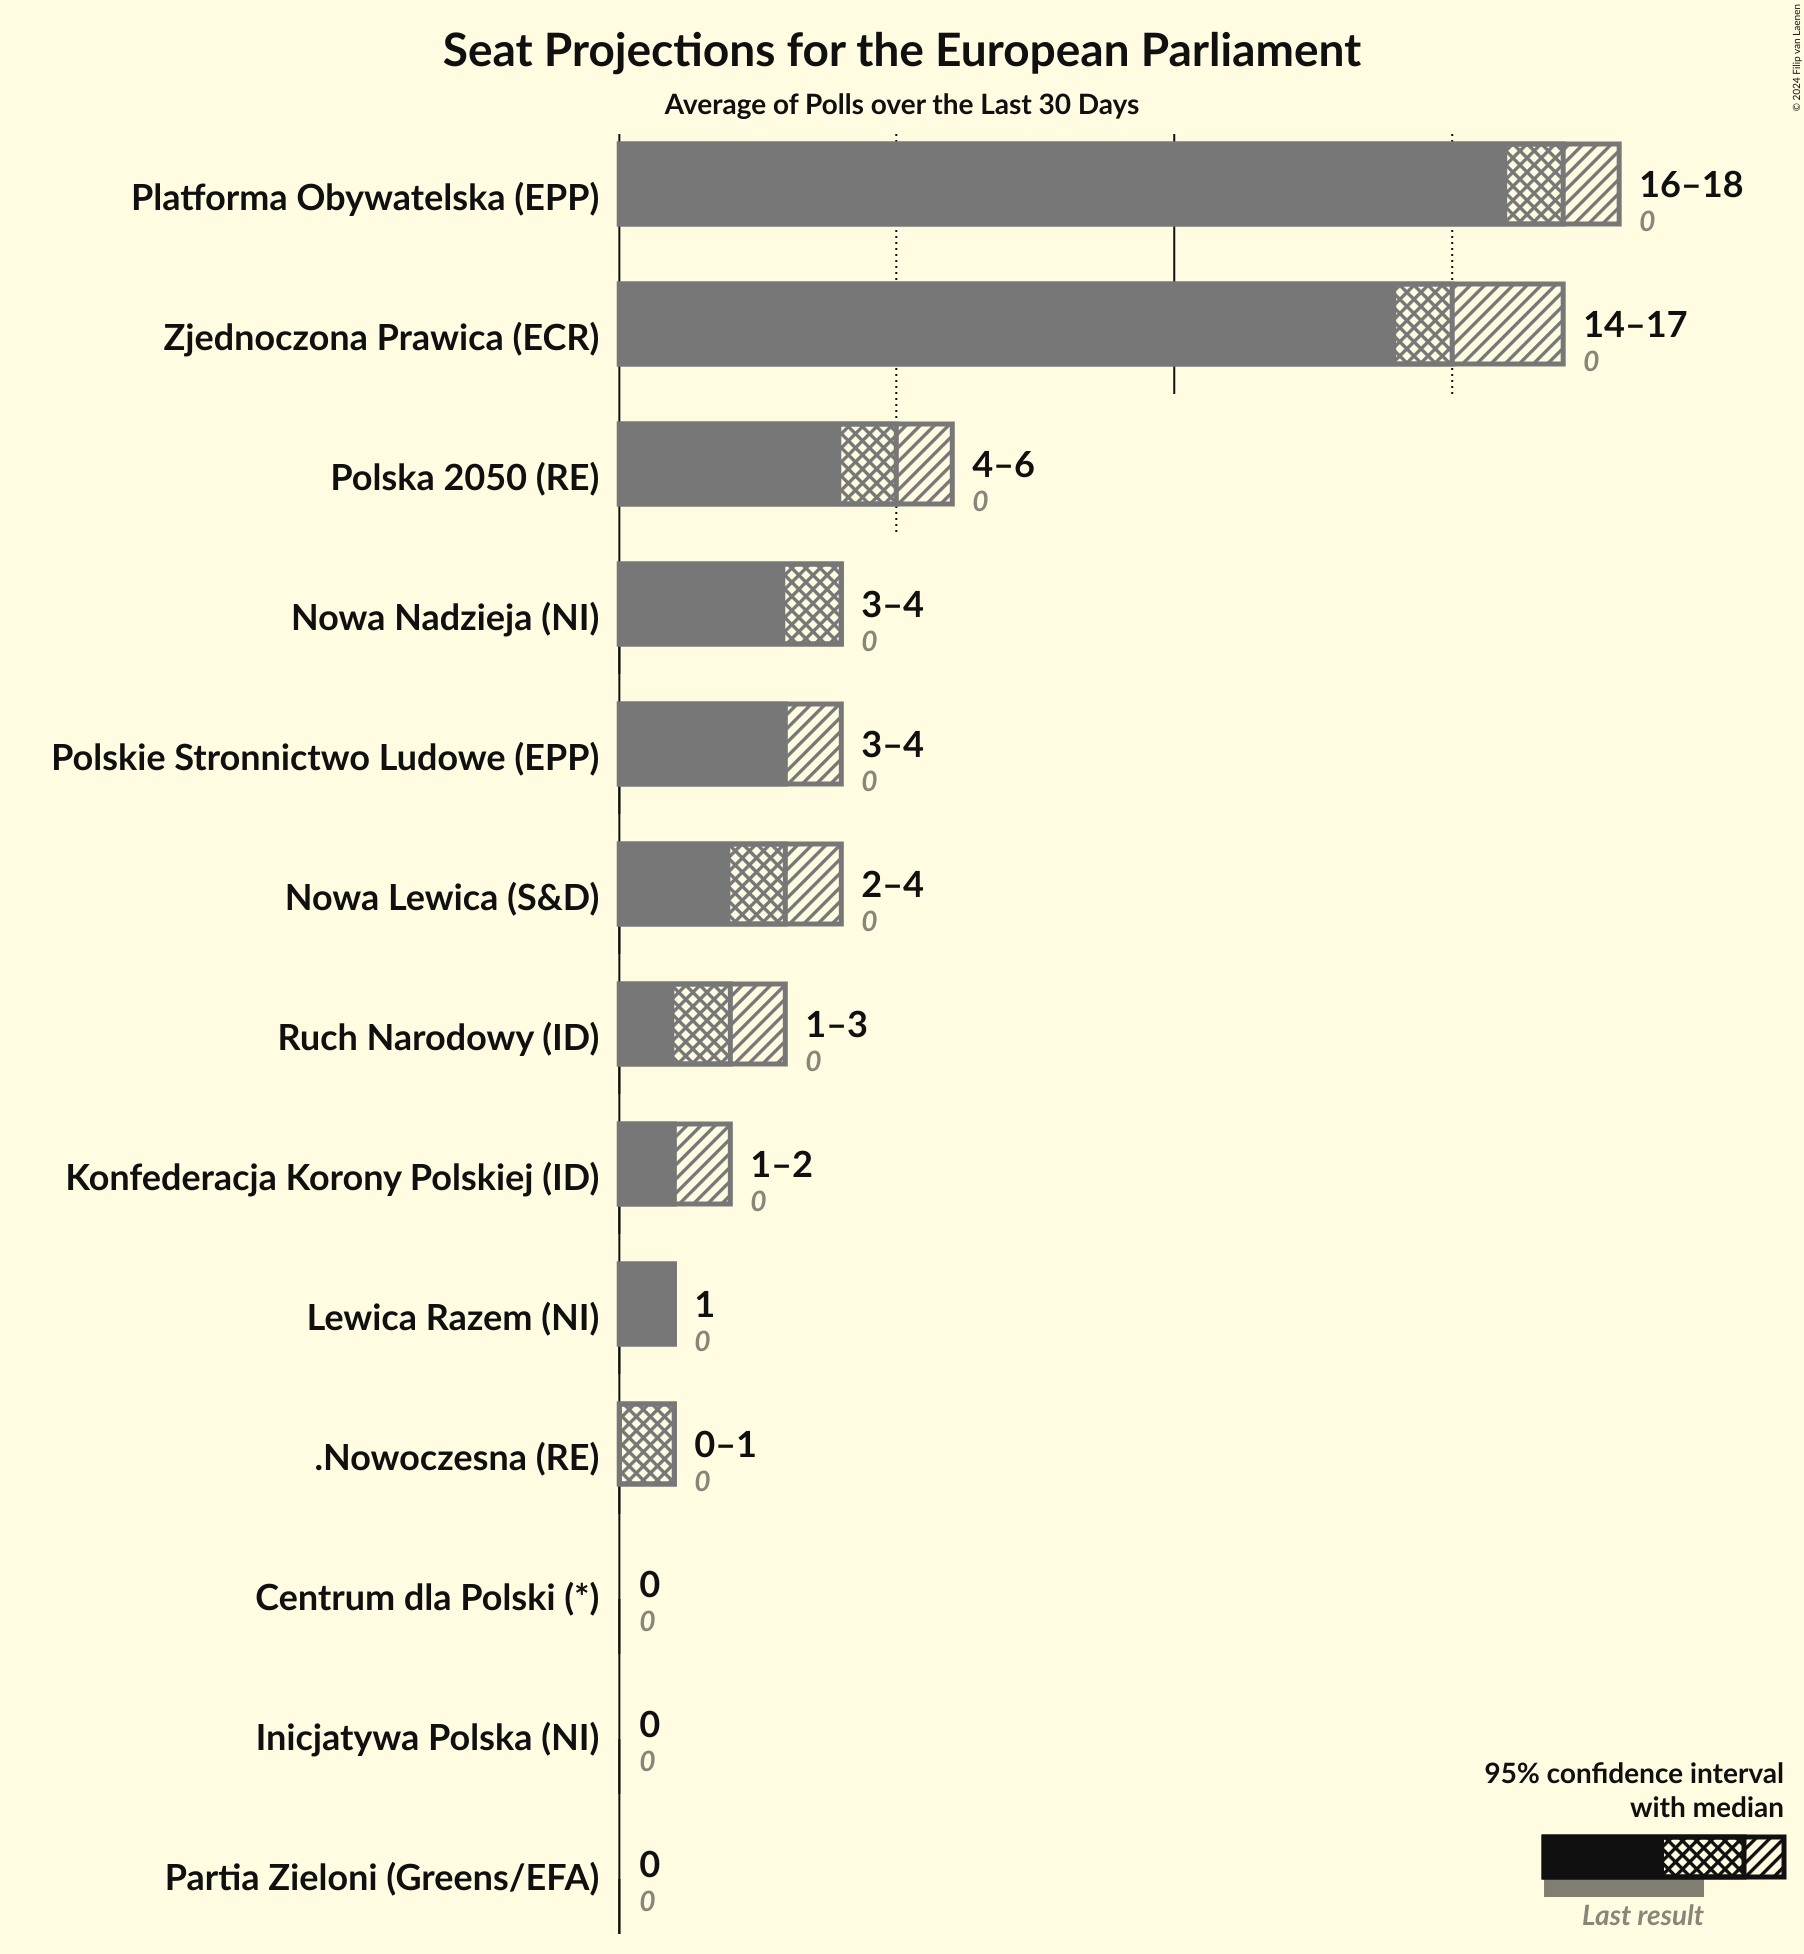 Seat Projections for the European Parliament
Average of Polls over the Last 30 Days
© 2024 Filip van Laenen
Platforma Obywatelska (EPP)
16–18
0
Zjednoczona Prawica (ECR)
14–17
0
Polska 2050 (RE)
4–6
0
Nowa Nadzieja (NI)
3–4
0
Polskie Stronnictwo Ludowe (EPP)
3–4
0
Nowa Lewica (S&D)
2–4
0
Ruch Narodowy (ID)
1–3
0
Konfederacja Korony Polskiej (ID)
1–2
0
Lewica Razem (NI)
1
0
.Nowoczesna (RE)
0–1
0
Centrum dla Polski (*)
0
0
Inicjatywa Polska (NI)
0
0
Partia Zieloni (Greens/EFA)
0
0
95% confidence interval
with median
Last result